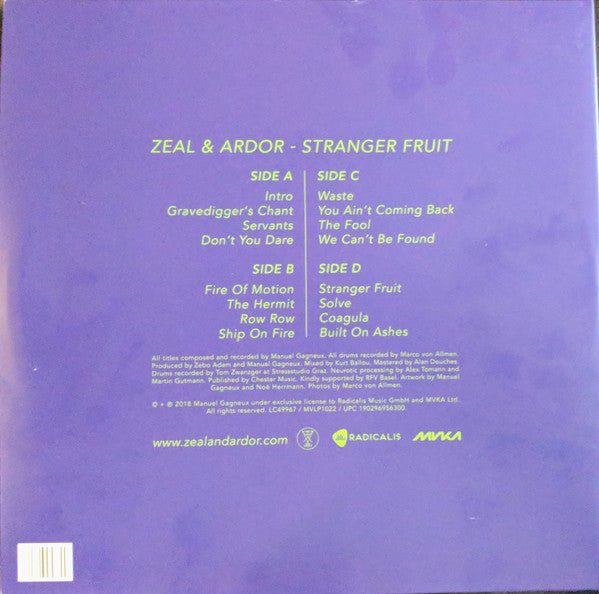 ZEAL & ARDOR - STRANGER FRUIT
SIDE A
Intro
Gravedigger's Chant
Servants
Don't You Dare
SIDE C
Waste
You Ain't Coming Back
The Fool
We Can't Be Found
SIDE B
Fire Of Motion
The Hermit
Row Row
Ship On Fire
SIDE D
Stranger Fruit
Solve
Coagula
Built On Ashes
All titles composed and recorded by Manuel Gagneux. All drums recorded by Marco von Allmen.
Produced by Zebo Adam and Manuel Gagneux. Mixed by Kurt Ballou. Mastered by Alan Douches.
Drums recorded by Tom Zwanzger at Stressstudio Graz. Neurotic processing by Alex Tomann and
Martin Gutmann. Published by Chester Music. Kindly supported by RFV Basel. Artwork by Manuel
Gagneux and Noë Herrmann. Photos by Marco von Allmen.
© + ℗ 2018 Manuel Gagneux under exclusive license to Radicalis Music GmbH and MVKA Ltd.
All rights reserved. LC49967 / MVLP1022 / UPC 190296956300.
www.zealandardor.com
RADICALIS
MVKA